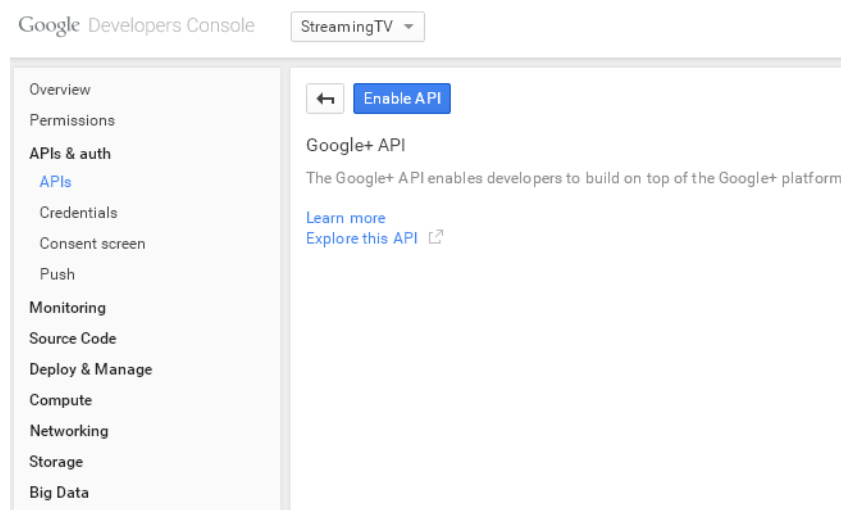 Google Developers Console
StreamingTV
Overview
Permissions
APIs & auth
APIs
Credentials
Consent screen
Push
Monitoring
Source Code
Deploy & Manage
Compute
Networking
Storage
Big Data
Enable API
Google+ API
The Google+ API enables developers to build on top of the Google+ platform
Learn more
Explore this API